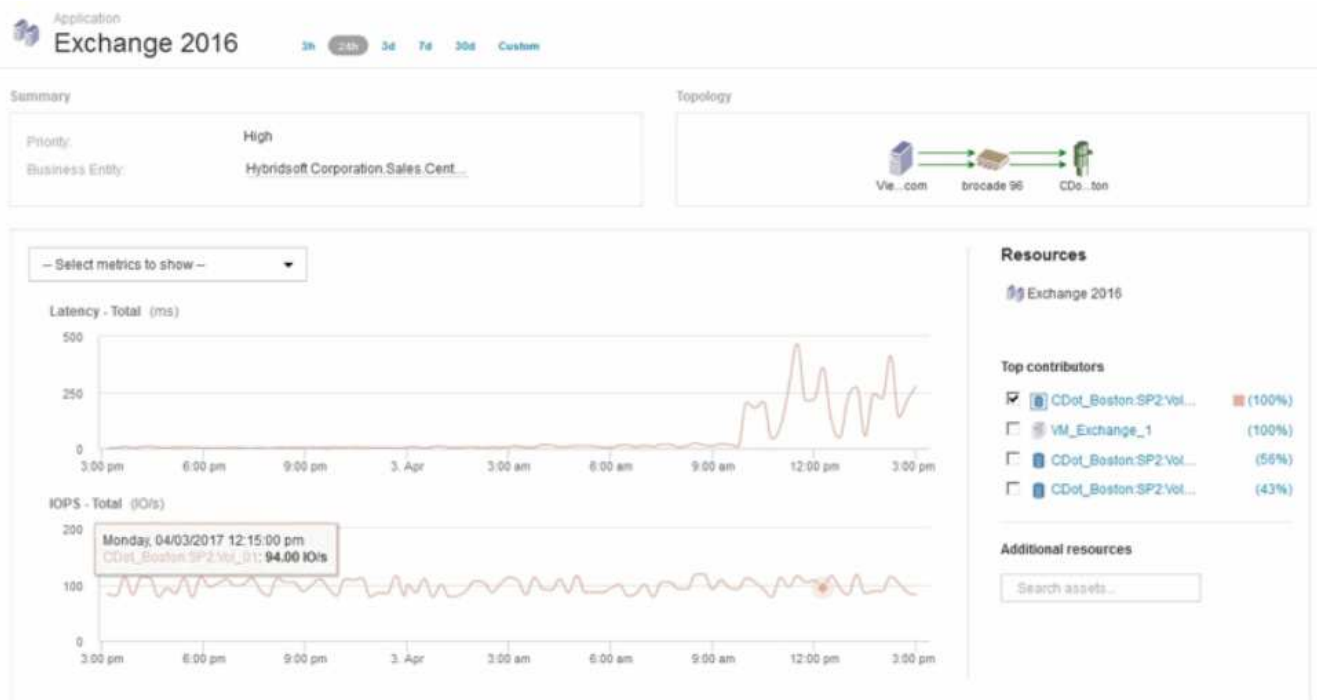 Application
Exchange 2016
3h 24h 3d 7d 30d Custom
Summary
Topology
Priority:
High
Business Entity:
Hybridsoft Corporation.Sales.Cent...
Vie...com
brocade 96
CDo...ton
-- Select metrics to show --
Latency - Total (ms)
500
250
0
3:00 pm 6:00 pm 9:00 pm 3. Apr 3:00 am 6:00 am 9:00 am 12:00 pm 3:00 pm
IOPS - Total (IO/s)
200
Monday, 04/03/2017 12:15:00 pm
CDot_Boston:SP2:Vol_01: 94.00 IO/s
100
0
3:00 pm 6:00 pm 9:00 pm 3. Apr 3:00 am 6:00 am 9:00 am 12:00 pm 3:00 pm
Resources
Exchange 2016
Top contributors
CDot_Boston:SP2:Vol... (100%)
VM_Exchange_1 (100%)
CDot_Boston:SP2:Vol... (56%)
CDot_Boston:SP2:Vol... (43%)
Additional resources
Search assets...